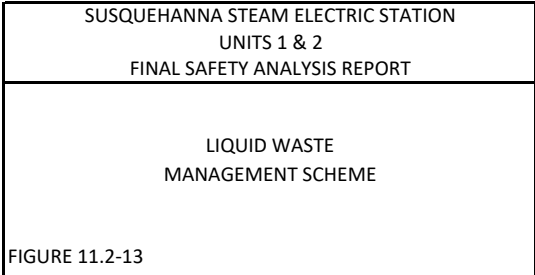 SUSQUEHANNA STEAM ELECTRIC STATION
UNITS 1 & 2
FINAL SAFETY ANALYSIS REPORT
LIQUID WASTE
MANAGEMENT SCHEME
FIGURE 11.2-13